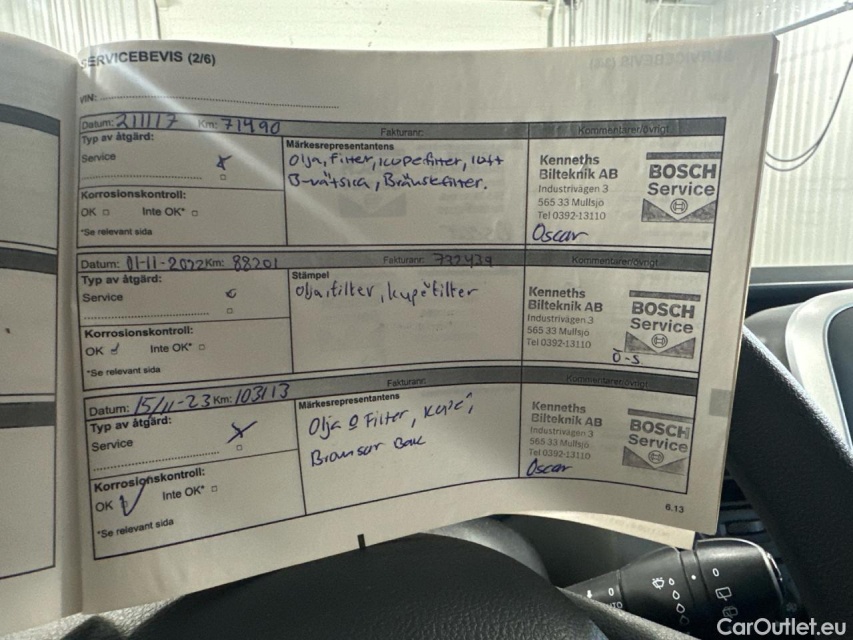 SERVICEBEVIS (2/6)
VIN:
Datum: 211117 Km: 71490 Fakturanr: Kommentarer/övrigt
Typ av åtgärd:
Service x
Korrosionskontroll:
OK Inte OK*
*Se relevant sida
Märkesrepresentantens
Olja, filter, kupefilter, luft
B-vätska, Bränslefilter.
Kenneths
Bilteknik AB
Industrivägen 3
565 33 Mullsjö
Tel 0392-13110
BOSCH
Service
Oscar
Datum: 01-11-2022 Km: 88201 Fakturanr: 732439 Kommentarer/övrigt
Typ av åtgärd:
Service
Korrosionskontroll:
OK Inte OK*
*Se relevant sida
Stämpel
olja, filter, kupéfilter
Kenneths
Bilteknik AB
Industrivägen 3
565 33 Mullsjö
Tel 0392-13110
BOSCH
Service
Ö-S.
Datum: 15/11-23 Km: 103113 Fakturanr: Kommentarer/övrigt
Typ av åtgärd:
Service x
Korrosionskontroll:
OK Inte OK*
*Se relevant sida
Märkesrepresentantens
Olja o Filter, Kupé,
Bromsar Bak
Kenneths
Bilteknik AB
Industrivägen 3
565 33 Mullsjö
Tel 0392-13110
BOSCH
Service
Oscar
6.13
CarOutlet.eu